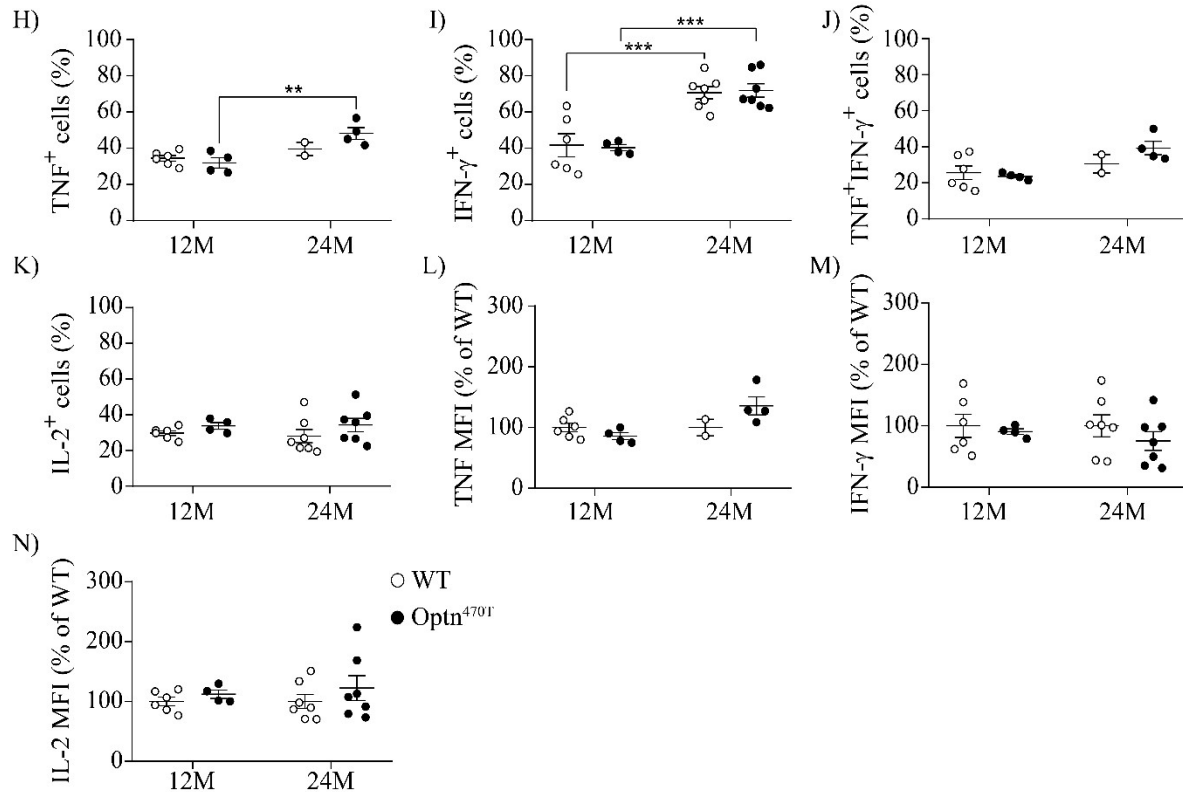 H)
TNF⁺ cells (%)
100
80
60
40
20
0
**
12M
24M
I)
IFN-γ⁺ cells (%)
100
80
60
40
20
0
***
***
12M
24M
J)
TNF⁺IFN-γ⁺ cells (%)
100
80
60
40
20
0
12M
24M
K)
IL-2⁺ cells (%)
100
80
60
40
20
0
12M
24M
L)
TNF MFI (% of WT)
300
200
100
0
12M
24M
M)
IFN-γ MFI (% of WT)
300
200
100
0
12M
24M
N)
IL-2 MFI (% of WT)
300
200
100
0
12M
24M
WT
Optn⁴⁷⁰ᵀ